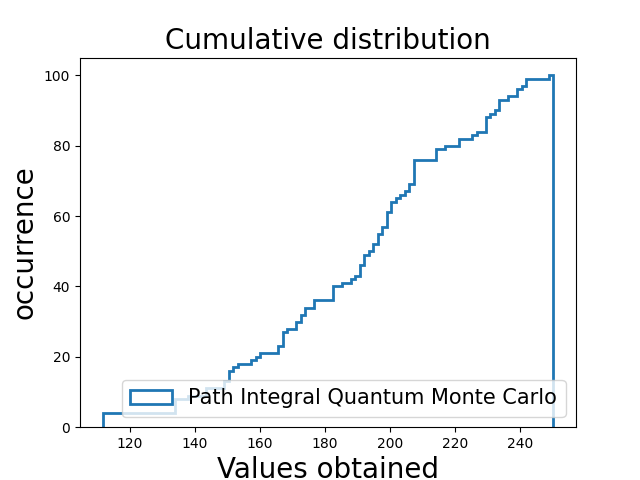 Cumulative distribution
occurrence
100
80
60
40
20
0
Path Integral Quantum Monte Carlo
120 140 160 180 200 220 240
Values obtained